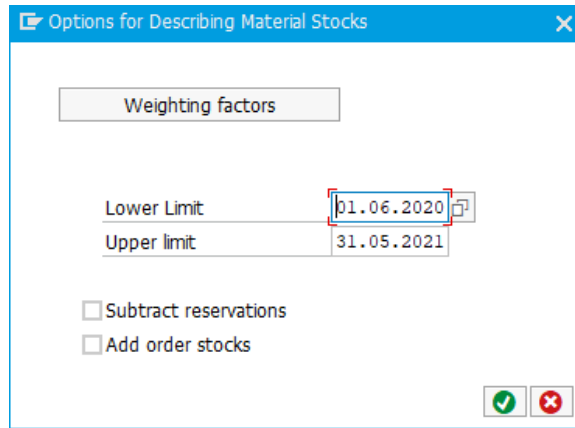 Options for Describing Material Stocks
Weighting factors
Lower Limit 01.06.2020
Upper limit 31.05.2021
Subtract reservations
Add order stocks